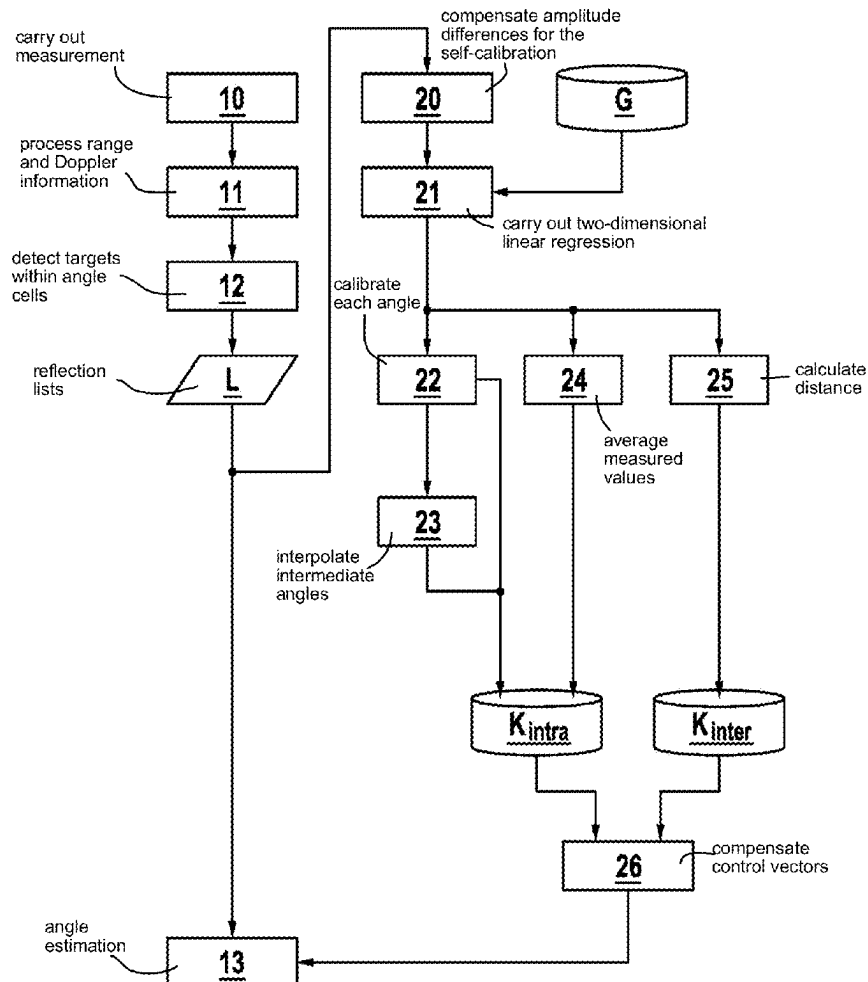 carry out
measurement
10
compensate amplitude
differences for the
self-calibration
20
G
process range
and Doppler
information
11
21
carry out two-dimensional
linear regression
detect targets
within angle
cells
12
calibrate
each angle
reflection
lists
L
22
24
25
calculate
distance
average
measured
values
23
interpolate
intermediate
angles
Kintra
Kinter
26
compensate
control vectors
angle
estimation
13